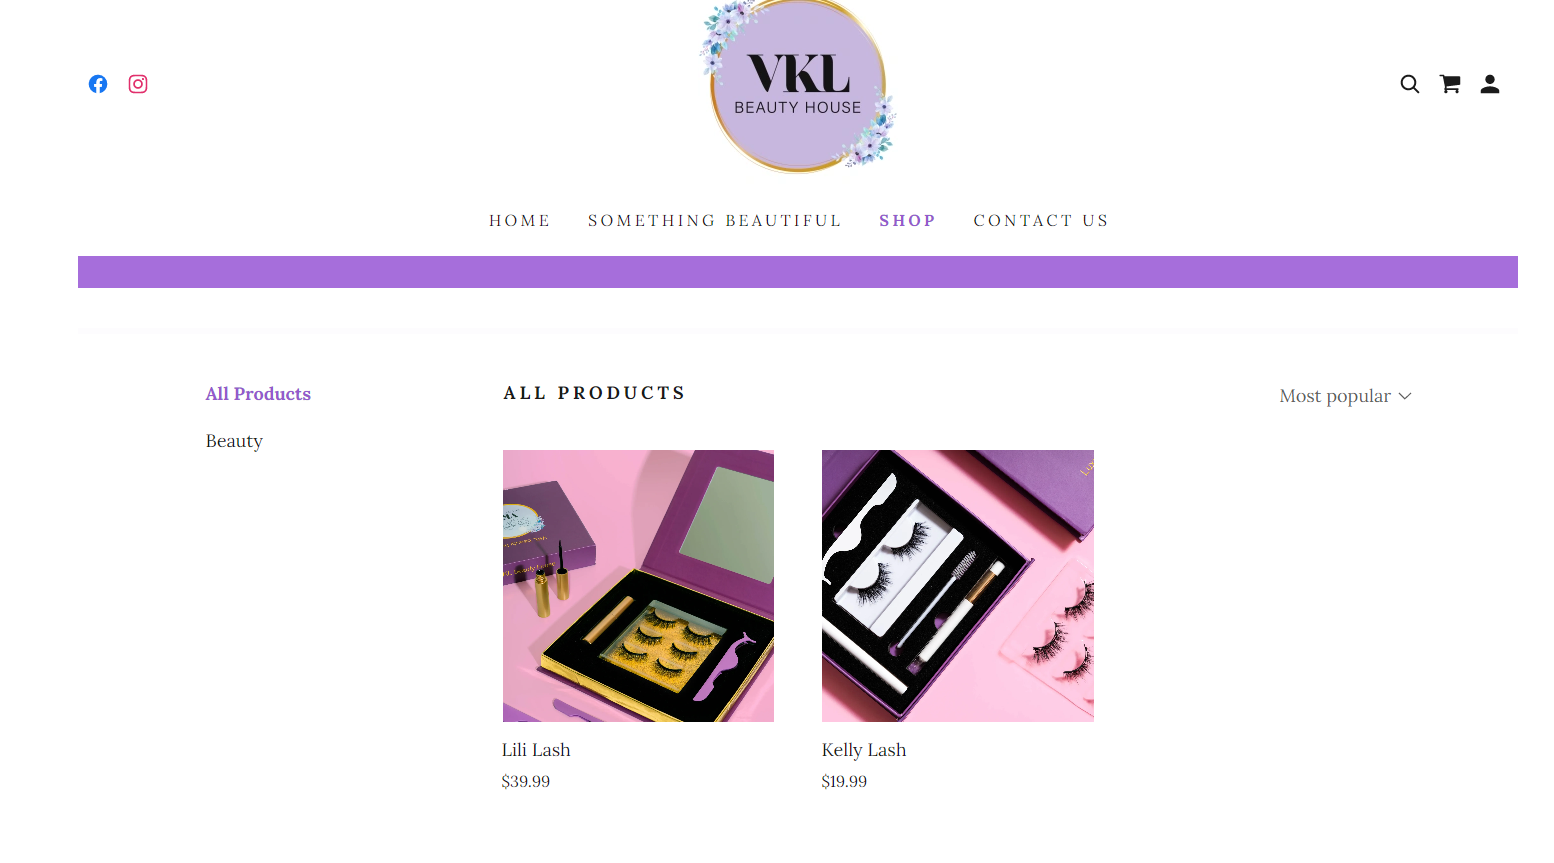 VKL
BEAUTY HOUSE
HOME SOMETHING BEAUTIFUL SHOP CONTACT US
All Products
Beauty
ALL PRODUCTS
Most popular
Lili Lash
$39.99
Kelly Lash
$19.99